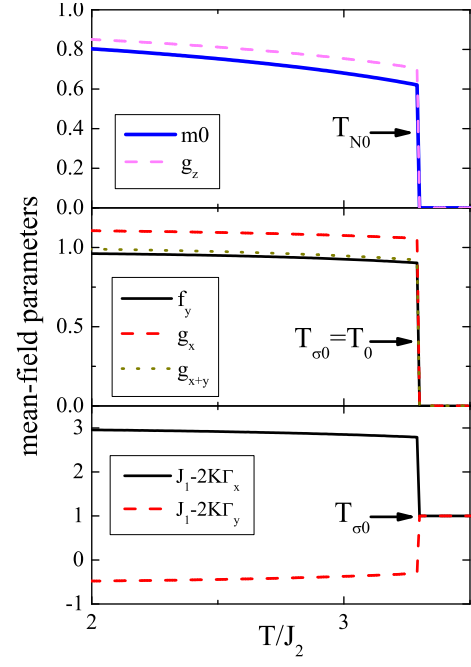 mean-field parameters
1.0
0.8
0.6
0.4
0.2
0.0
m0
g_z
T_N0
1.0
0.5
0.0
f_y
g_x
g_x+y
T_σ0=T_0
3
2
1
0
-1
J_1-2KΓ_x
J_1-2KΓ_y
T_σ0
2
3
T/J_2